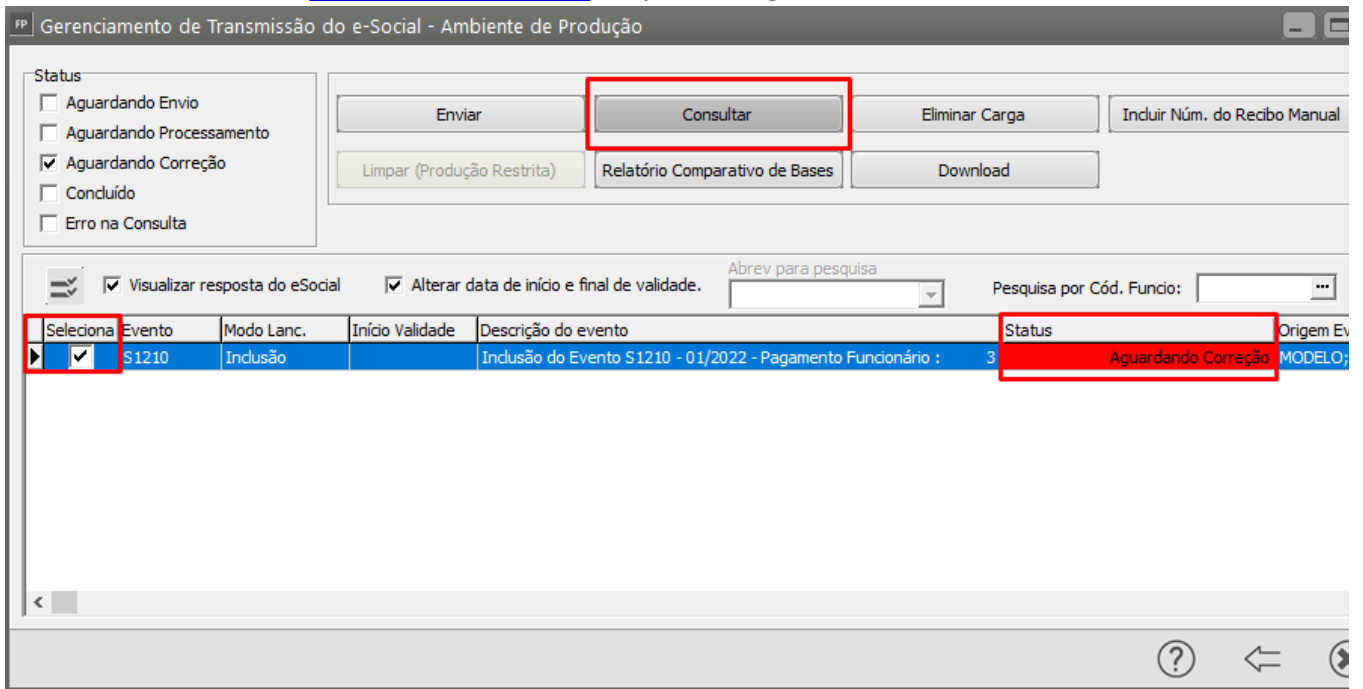 FP Gerenciamento de Transmissão do e-Social - Ambiente de Produção
Status
Aguardando Envio
Aguardando Processamento
Aguardando Correção
Concluído
Erro na Consulta
Enviar Consultar Eliminar Carga Incluir Núm. do Recibo Manual
Limpar (Produção Restrita) Relatório Comparativo de Bases Download
Visualizar resposta do eSocial Alterar data de início e final de validade. Abrev para pesquisa Pesquisa por Cód. Funcio: ...
Seleciona Evento Modo Lanc. Início Validade Descrição do evento Status Origem Ev
S1210 Inclusão Inclusão do Evento S1210 - 01/2022 - Pagamento Funcionário : 3 Aguardando Correção MODELO;